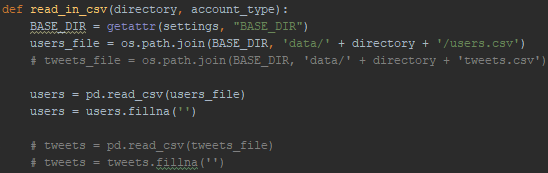 def read_in_csv(directory, account_type):
    BASE_DIR = getattr(settings, "BASE_DIR")
    users_file = os.path.join(BASE_DIR, 'data/' + directory + '/users.csv')
    # tweets_file = os.path.join(BASE_DIR, 'data/' + directory + 'tweets.csv')
    users = pd.read_csv(users_file)
    users = users.fillna('')
    # tweets = pd.read_csv(tweets_file)
    # tweets = tweets.fillna('')